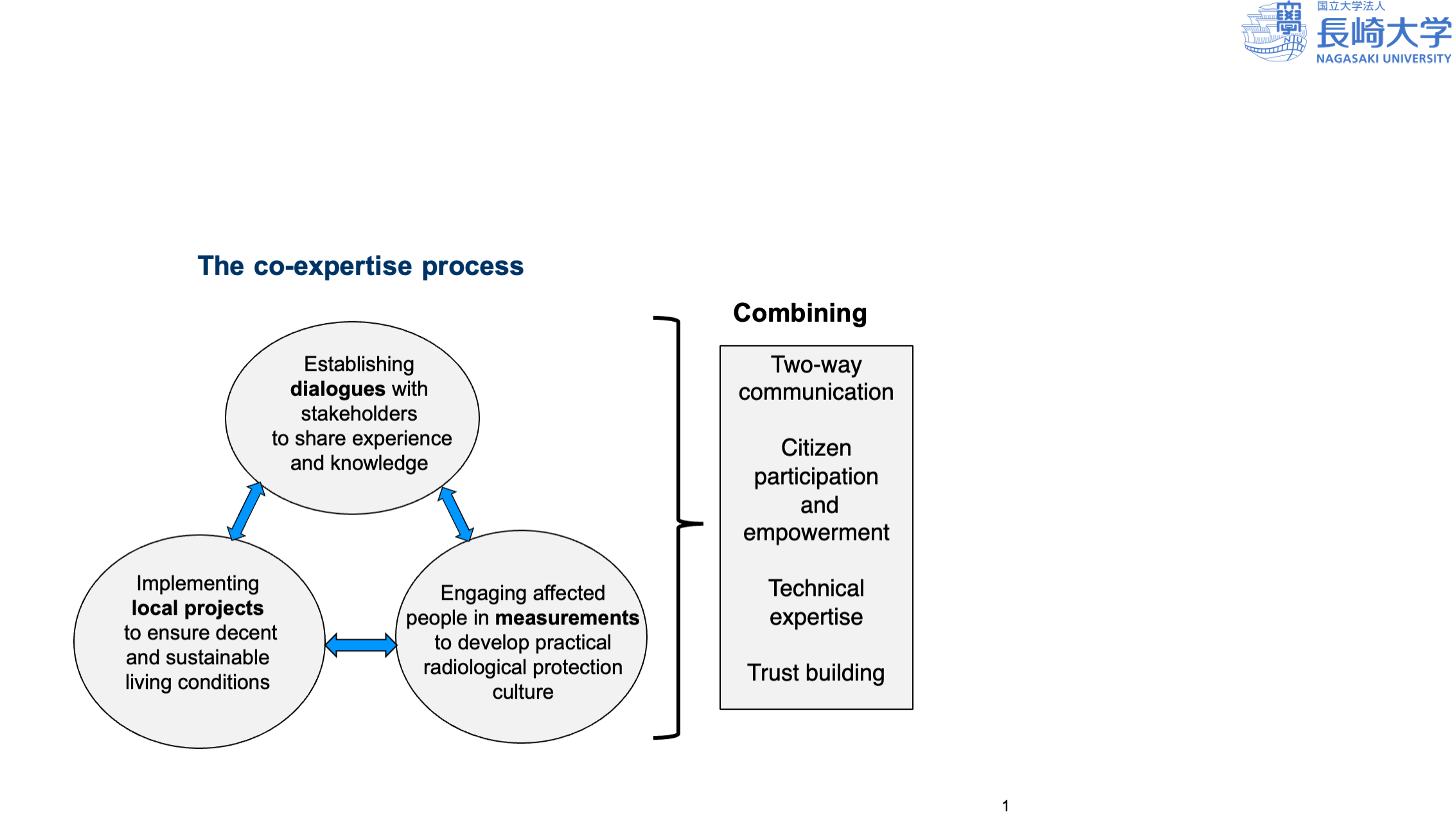 国立大学法人
長崎大学
NAGASAKI UNIVERSITY
The co-expertise process
Establishing
dialogues with
stakeholders
to share experience
and knowledge
Implementing
local projects
to ensure decent
and sustainable
living conditions
Engaging affected
people in measurements
to develop practical
radiological protection
culture
Combining
Two-way
communication
Citizen
participation
and
empowerment
Technical
expertise
Trust building
1